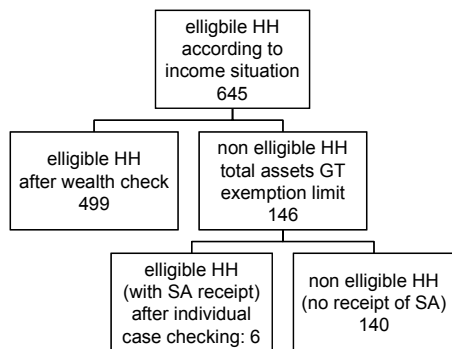 elligbile HH
according to
income situation
645
elligible HH
after wealth check
499
non eligible HH
total assets GT
exemption limit
146
elligible HH
(with SA receipt)
after individual
case checking: 6
non elligible HH
(no receipt of SA)
140